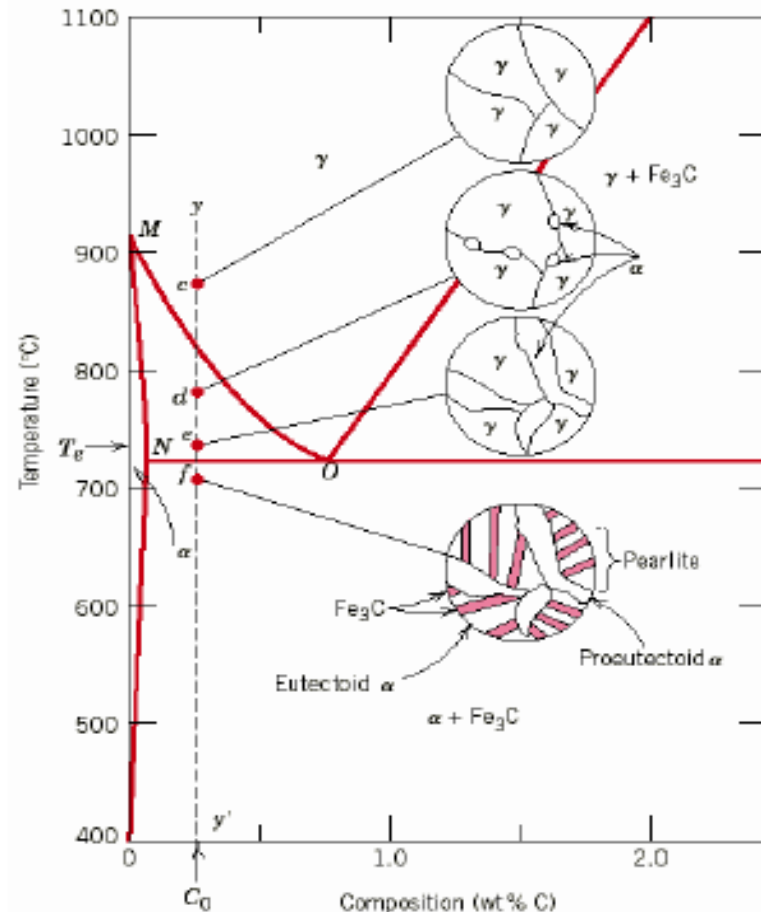 1100
γ
γ
γ
γ
1000
γ
γ + Fe₃C
y
γ
γ
M
900
c
γ
γ
α
800
γ
γ
d
Temperature (°C)
Tₑ
N
e
γ
γ
O
f
700
α
Pearlite
600
Fe₃C
Proeutectoid α
Eutectoid α
α + Fe₃C
500
y'
400
0
1.0
2.0
C₀
Composition (wt% C)